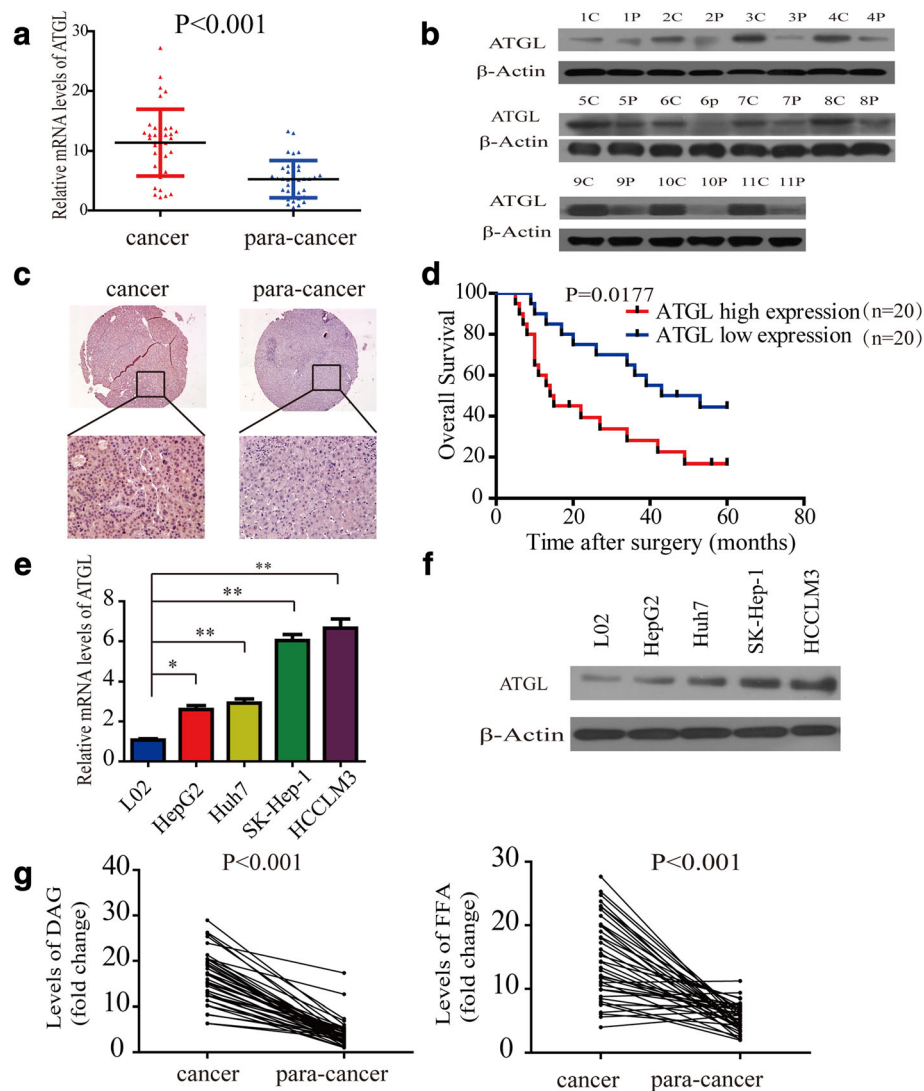 a
P<0.001
Relative mRNA levels of ATGL
30
20
10
0
cancer para-cancer
b
1C 1P 2C 2P 3C 3P 4C 4P
ATGL
β-Actin
5C 5P 6C 6p 7C 7P 8C 8P
ATGL
β-Actin
9C 9P 10C 10P 11C 11P
ATGL
β-Actin
c
cancer para-cancer
d
P=0.0177
ATGL high expression (n=20)
ATGL low expression (n=20)
Overall Survival
100
80
60
40
20
0 20 40 60 80
Time after surgery (months)
e
Relative mRNA levels of ATGL
8
6
4
2
0
** 
**
**
*
L02 HepG2 Huh7 SK-Hep-1 HCCLM3
f
L02 HepG2 Huh7 SK-Hep-1 HCCLM3
ATGL
β-Actin
g
P<0.001
Levels of DAG
(fold change)
40
30
20
10
0
cancer para-cancer
P<0.001
Levels of FFA
(fold change)
30
20
10
0
cancer para-cancer